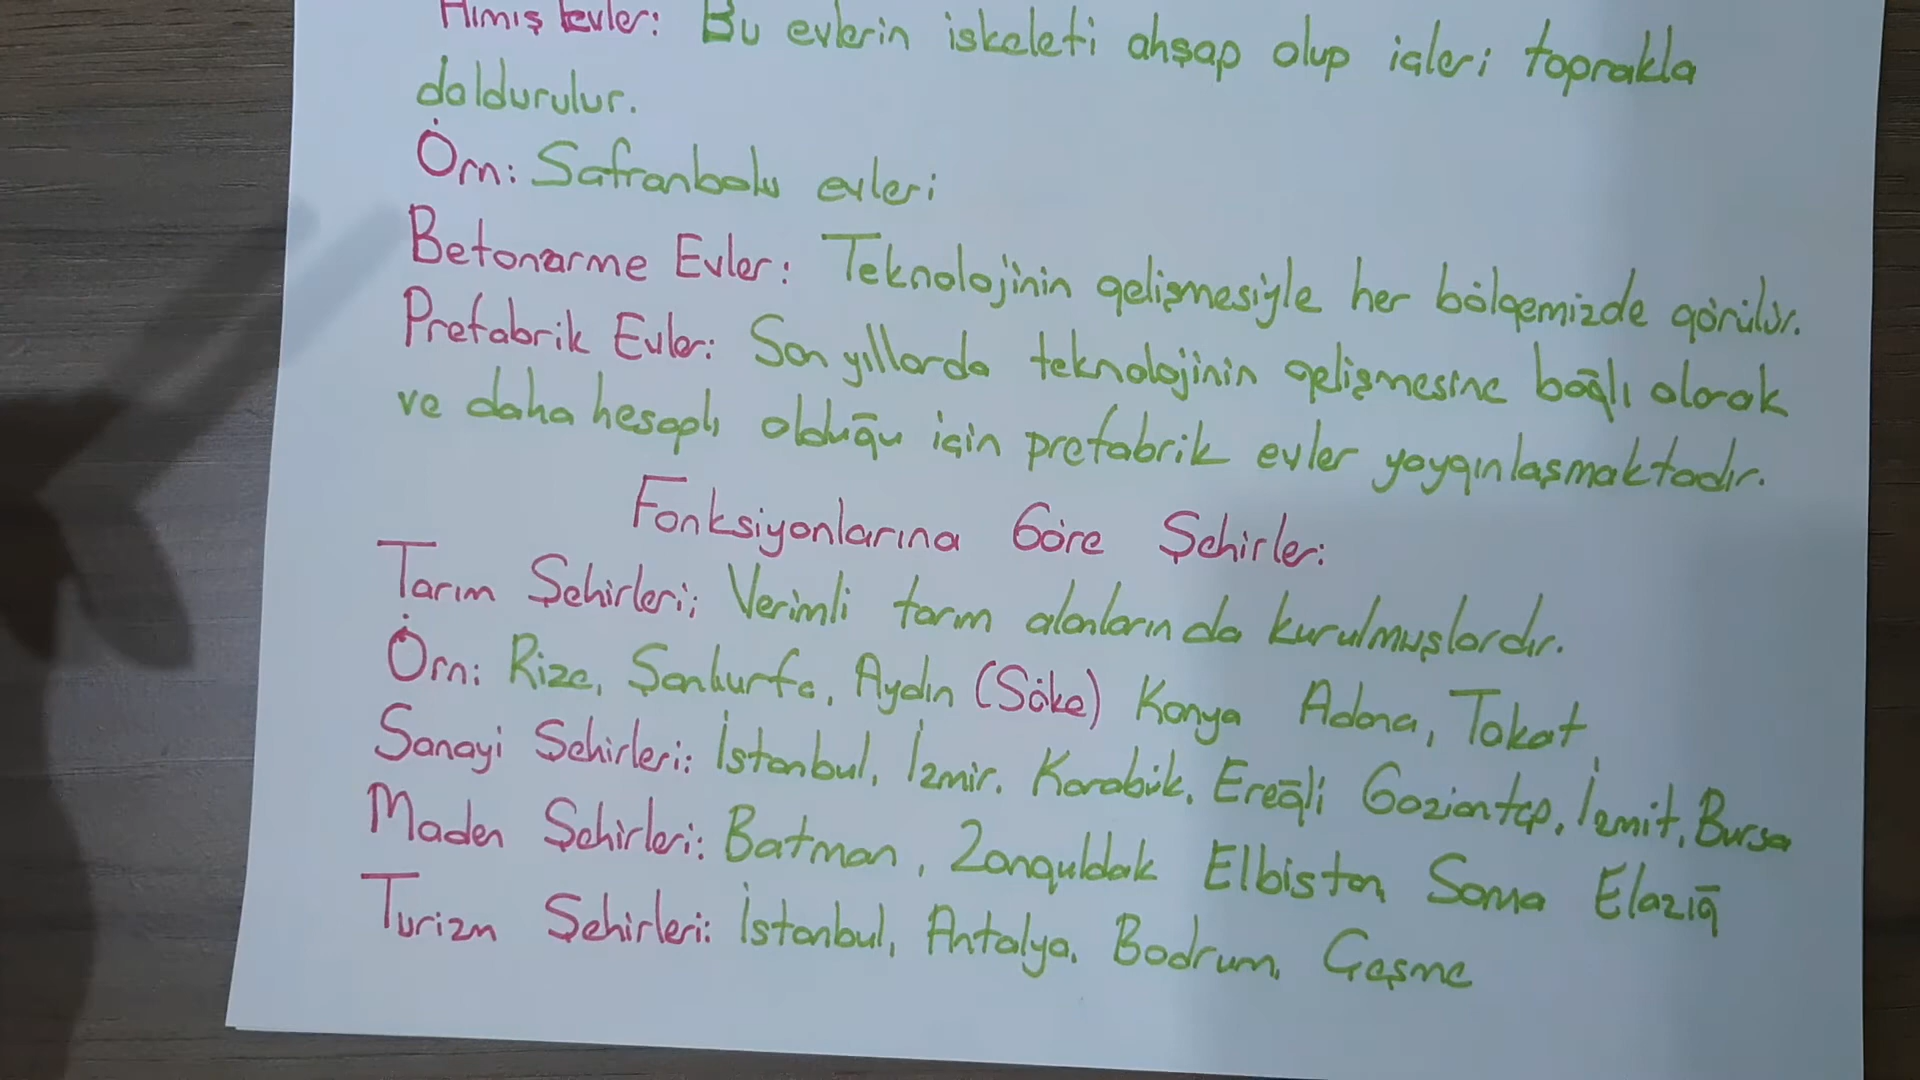 Hımış Evler: Bu evlerin iskeleti ahşap olup içleri toprakla
doldurulur.
Örn: Safranbolu evleri
Betonarme Evler: Teknolojinin gelişmesiyle her bölgemizde görülür.
Prefabrik Evler: Son yıllarda teknolojinin gelişmesine bağlı olarak
ve daha hesaplı olduğu için prefabrik evler yaygınlaşmaktadır.
Fonksiyonlarına Göre Şehirler:
Tarım Şehirleri; Verimli tarım alanlarında kurulmuşlardır.
Örn: Rize, Şanlıurfa, Aydın (Söke) Konya Adana, Tokat
Sanayi Şehirleri: İstanbul, İzmir, Karabük, Ereğli Gaziantep, İzmit, Bursa
Maden Şehirleri: Batman, Zonguldak Elbistan, Soma Elazığ
Turizm Şehirleri: İstanbul, Antalya, Bodrum, Çeşme